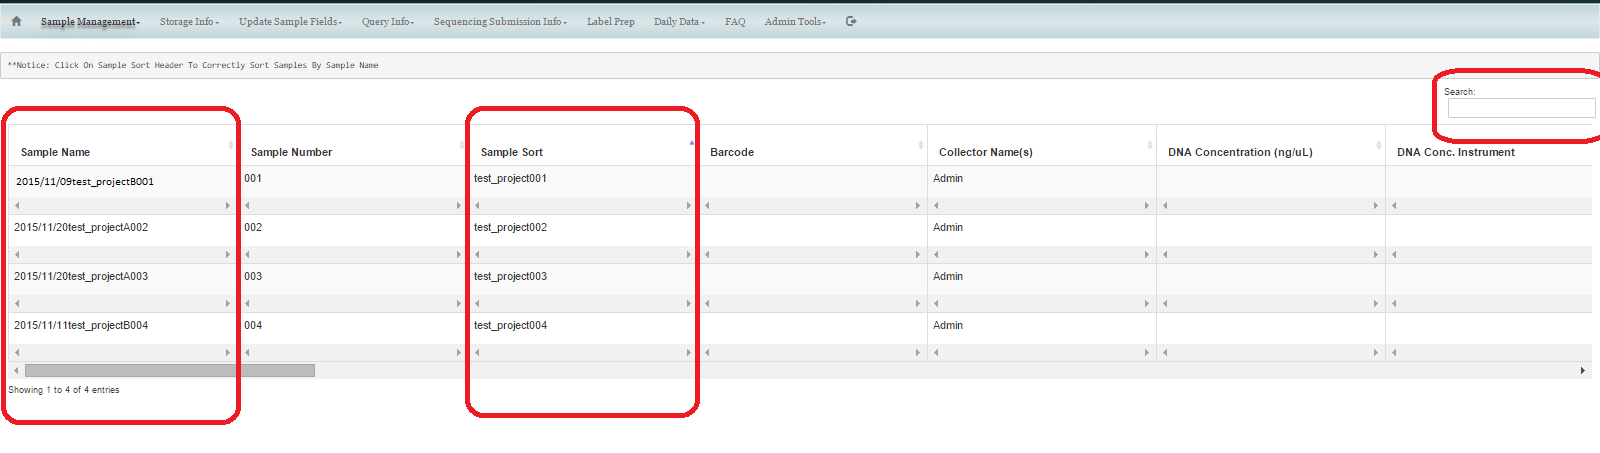 Sample Management Storage Info Update Sample Fields Query Info Sequencing Submission Info Label Prep Daily Data FAQ Admin Tools
**Notice: Click On Sample Sort Header To Correctly Sort Samples By Sample Name
Search:
Sample Name Sample Number Sample Sort Barcode Collector Name(s) DNA Concentration (ng/uL) DNA Conc. Instrument
2015/11/09test_projectB001 001 test_project001 Admin
2015/11/20test_projectA002 002 test_project002 Admin
2015/11/20test_projectA003 003 test_project003 Admin
2015/11/11test_projectB004 004 test_project004 Admin
Showing 1 to 4 of 4 entries